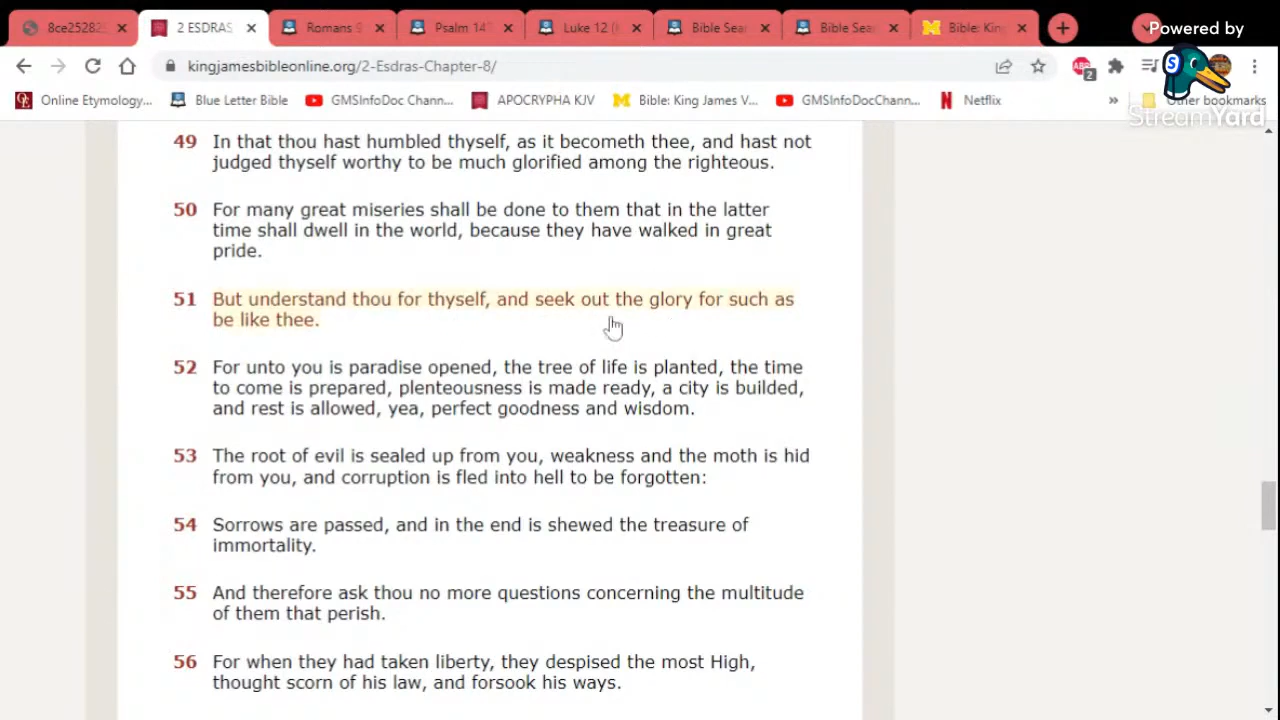 8ce25282
2 ESDRAS
Romans 9
Psalm 147
Luke 12 (
Bible Sea
Bible Sea
Bible: Kin
Powered by
kingjamesbibleonline.org/2-Esdras-Chapter-8/
ABP
2
S
StreamYard
Online Etymology...
Blue Letter Bible
GMSInfoDoc Chann...
APOCRYPHA KJV
Bible: King James V...
GMSInfoDocChann...
Netflix
»
Other bookmarks
49 In that thou hast humbled thyself, as it becometh thee, and hast not
judged thyself worthy to be much glorified among the righteous.
50 For many great miseries shall be done to them that in the latter
time shall dwell in the world, because they have walked in great
pride.
51 But understand thou for thyself, and seek out the glory for such as
be like thee.
52 For unto you is paradise opened, the tree of life is planted, the time
to come is prepared, plenteousness is made ready, a city is builded,
and rest is allowed, yea, perfect goodness and wisdom.
53 The root of evil is sealed up from you, weakness and the moth is hid
from you, and corruption is fled into hell to be forgotten:
54 Sorrows are passed, and in the end is shewed the treasure of
immortality.
55 And therefore ask thou no more questions concerning the multitude
of them that perish.
56 For when they had taken liberty, they despised the most High,
thought scorn of his law, and forsook his ways.